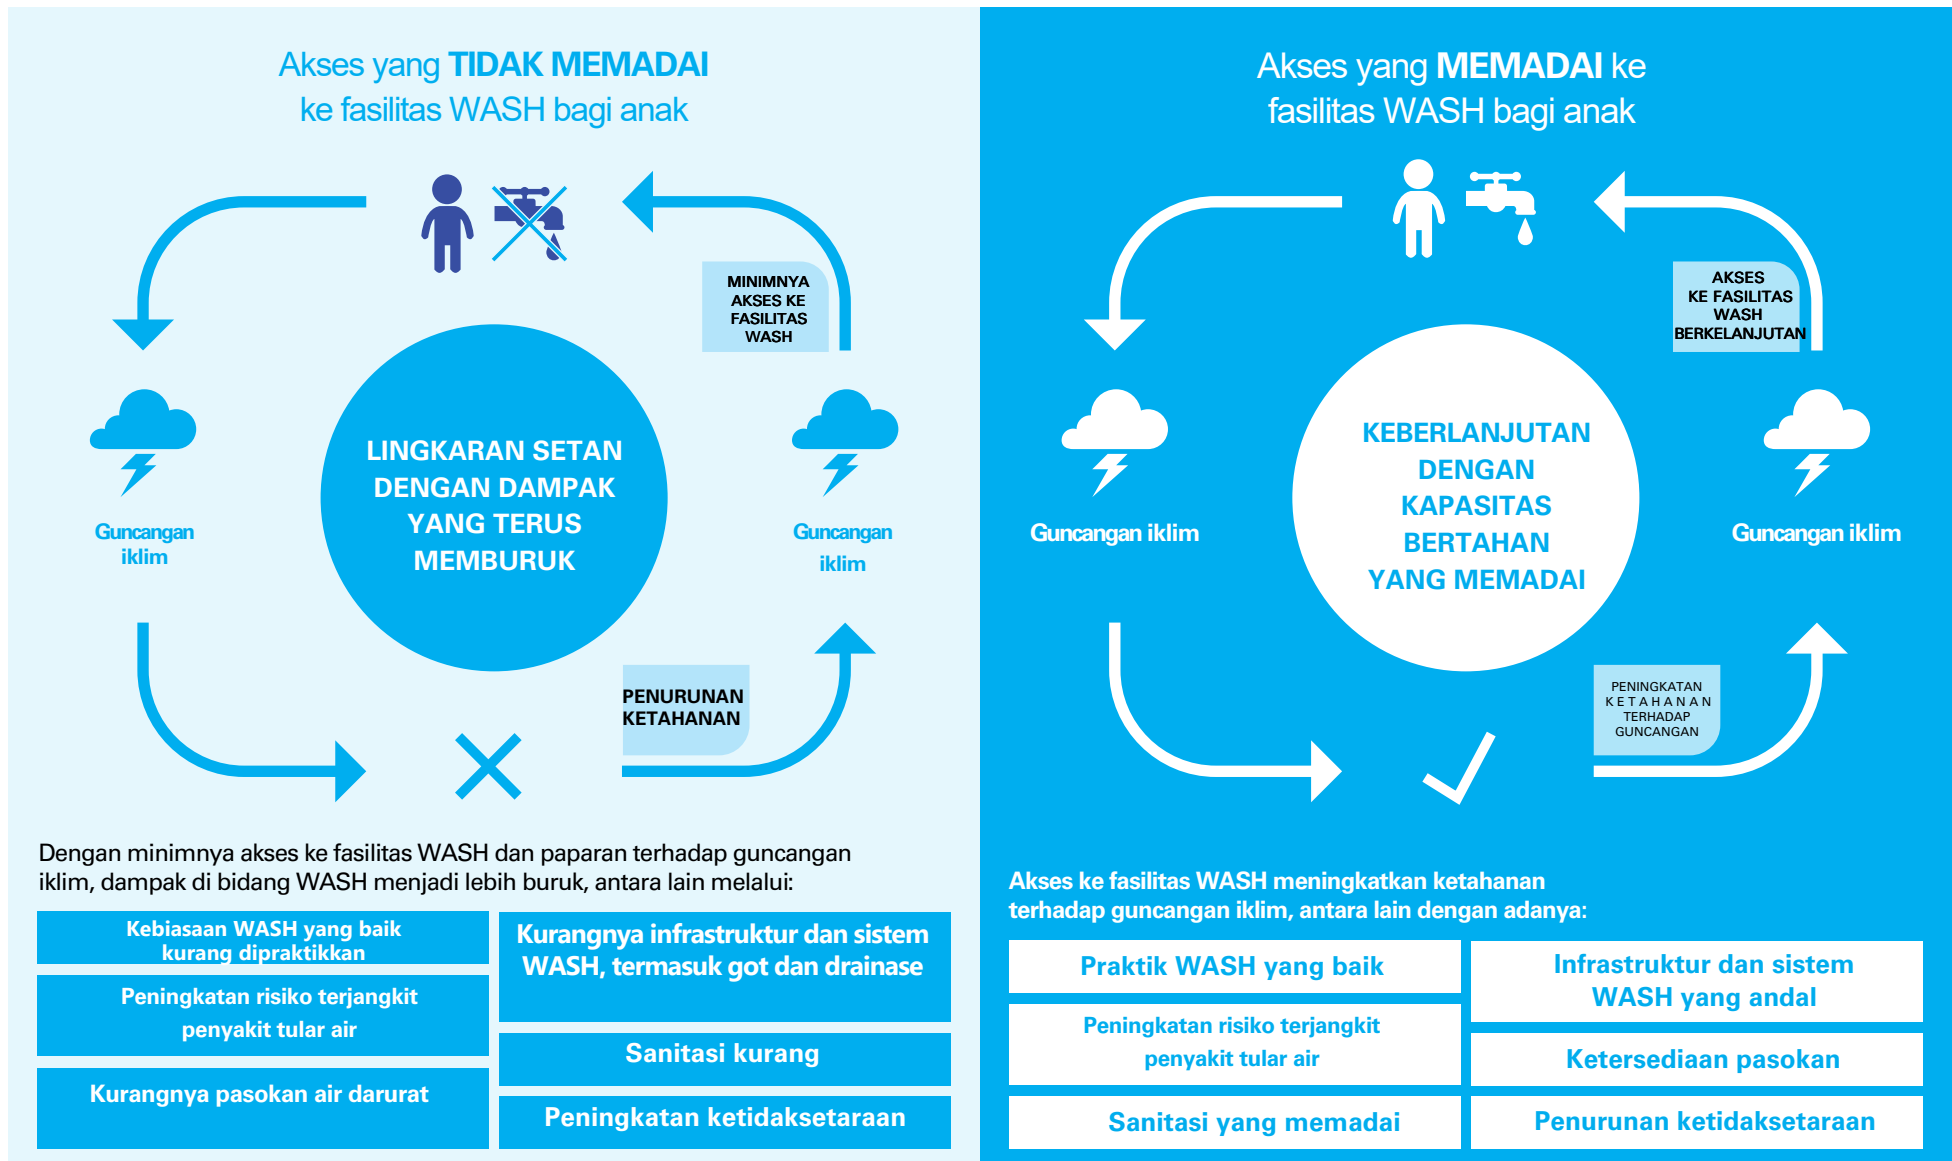 Akses yang TIDAK MEMADAI
ke fasilitas WASH bagi anak
MINIMNYA
AKSES KE
FASILITAS
WASH
LINGKARAN SETAN
DENGAN DAMPAK
YANG TERUS
MEMBURUK
Guncangan
iklim
Guncangan
iklim
PENURUNAN
KETAHANAN
Dengan minimnya akses ke fasilitas WASH dan paparan terhadap guncangan
iklim, dampak di bidang WASH menjadi lebih buruk, antara lain melalui:
Kebiasaan WASH yang baik
kurang dipraktikkan
Peningkatan risiko terjangkit
penyakit tular air
Kurangnya pasokan air darurat
Kurangnya infrastruktur dan sistem
WASH, termasuk got dan drainase
Sanitasi kurang
Peningkatan ketidaksetaraan
Akses yang MEMADAI ke
fasilitas WASH bagi anak
AKSES
KE FASILITAS
WASH
BERKELANJUTAN
KEBERLANJUTAN
DENGAN
KAPASITAS
BERTAHAN
YANG MEMADAI
Guncangan iklim
Guncangan iklim
PENINGKATAN
KETAHANAN
TERHADAP
GUNCANGAN
Akses ke fasilitas WASH meningkatkan ketahanan
terhadap guncangan iklim, antara lain dengan adanya:
Praktik WASH yang baik
Peningkatan risiko terjangkit
penyakit tular air
Sanitasi yang memadai
Infrastruktur dan sistem
WASH yang andal
Ketersediaan pasokan
Penurunan ketidaksetaraan